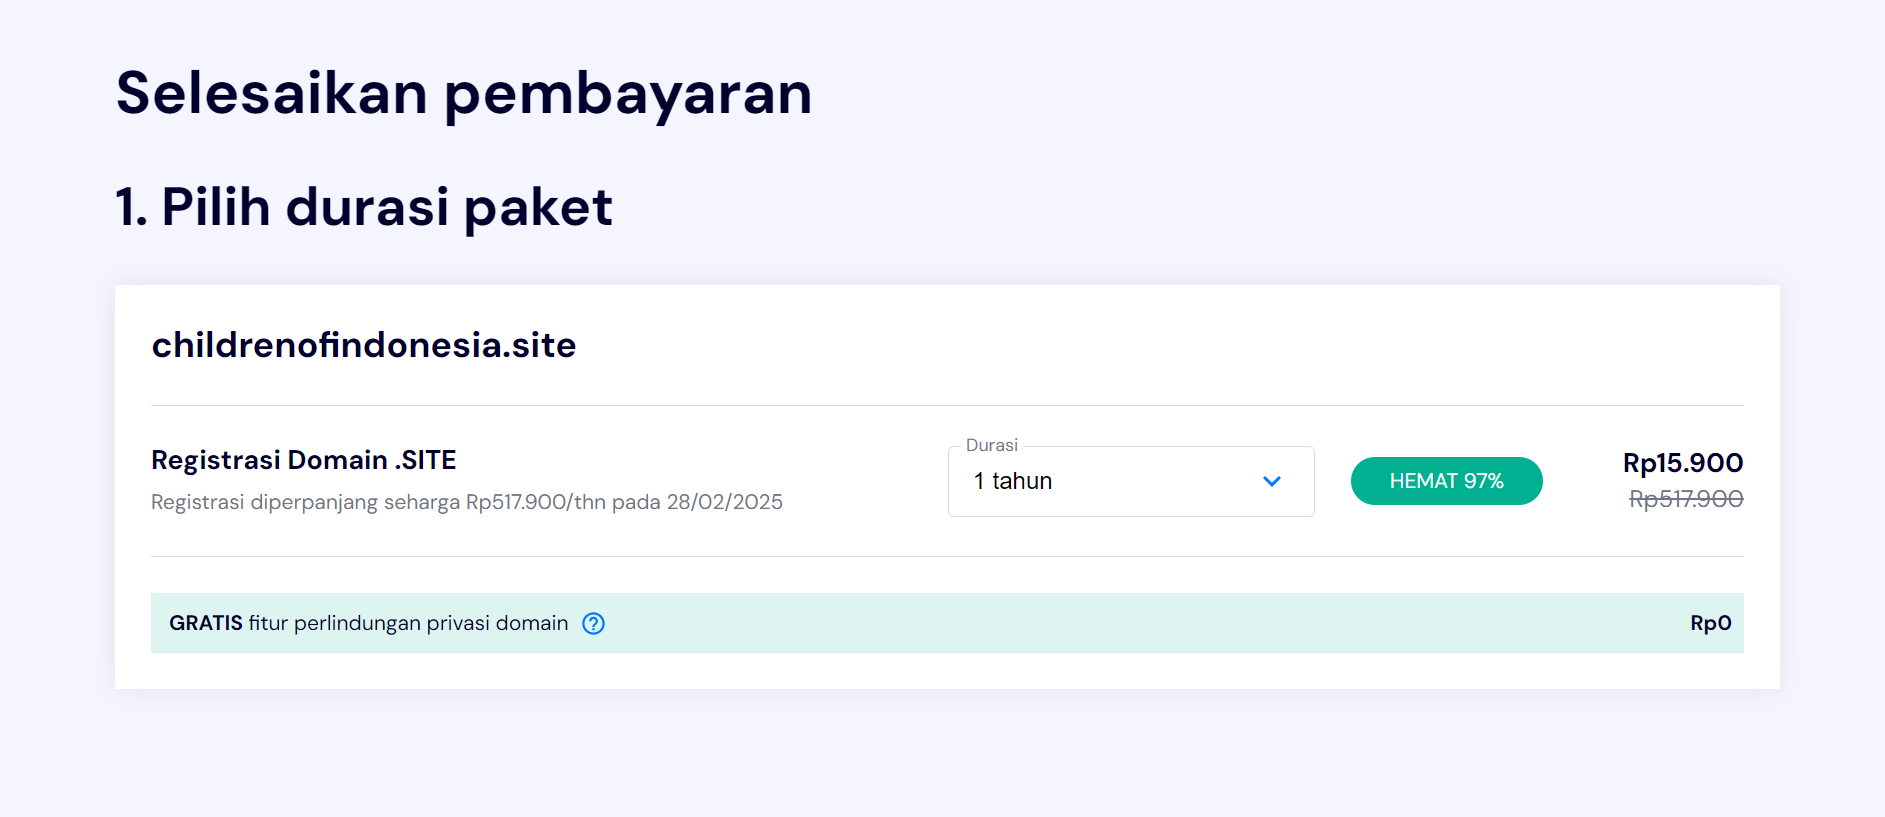 Selesaikan pembayaran
1. Pilih durasi paket
childrenofindonesia.site
Registrasi Domain .SITE
Registrasi diperpanjang seharga Rp517.900/thn pada 28/02/2025
Durasi
1 tahun
HEMAT 97%
Rp15.900
Rp517.900
GRATIS fitur perlindungan privasi domain ?
Rp0